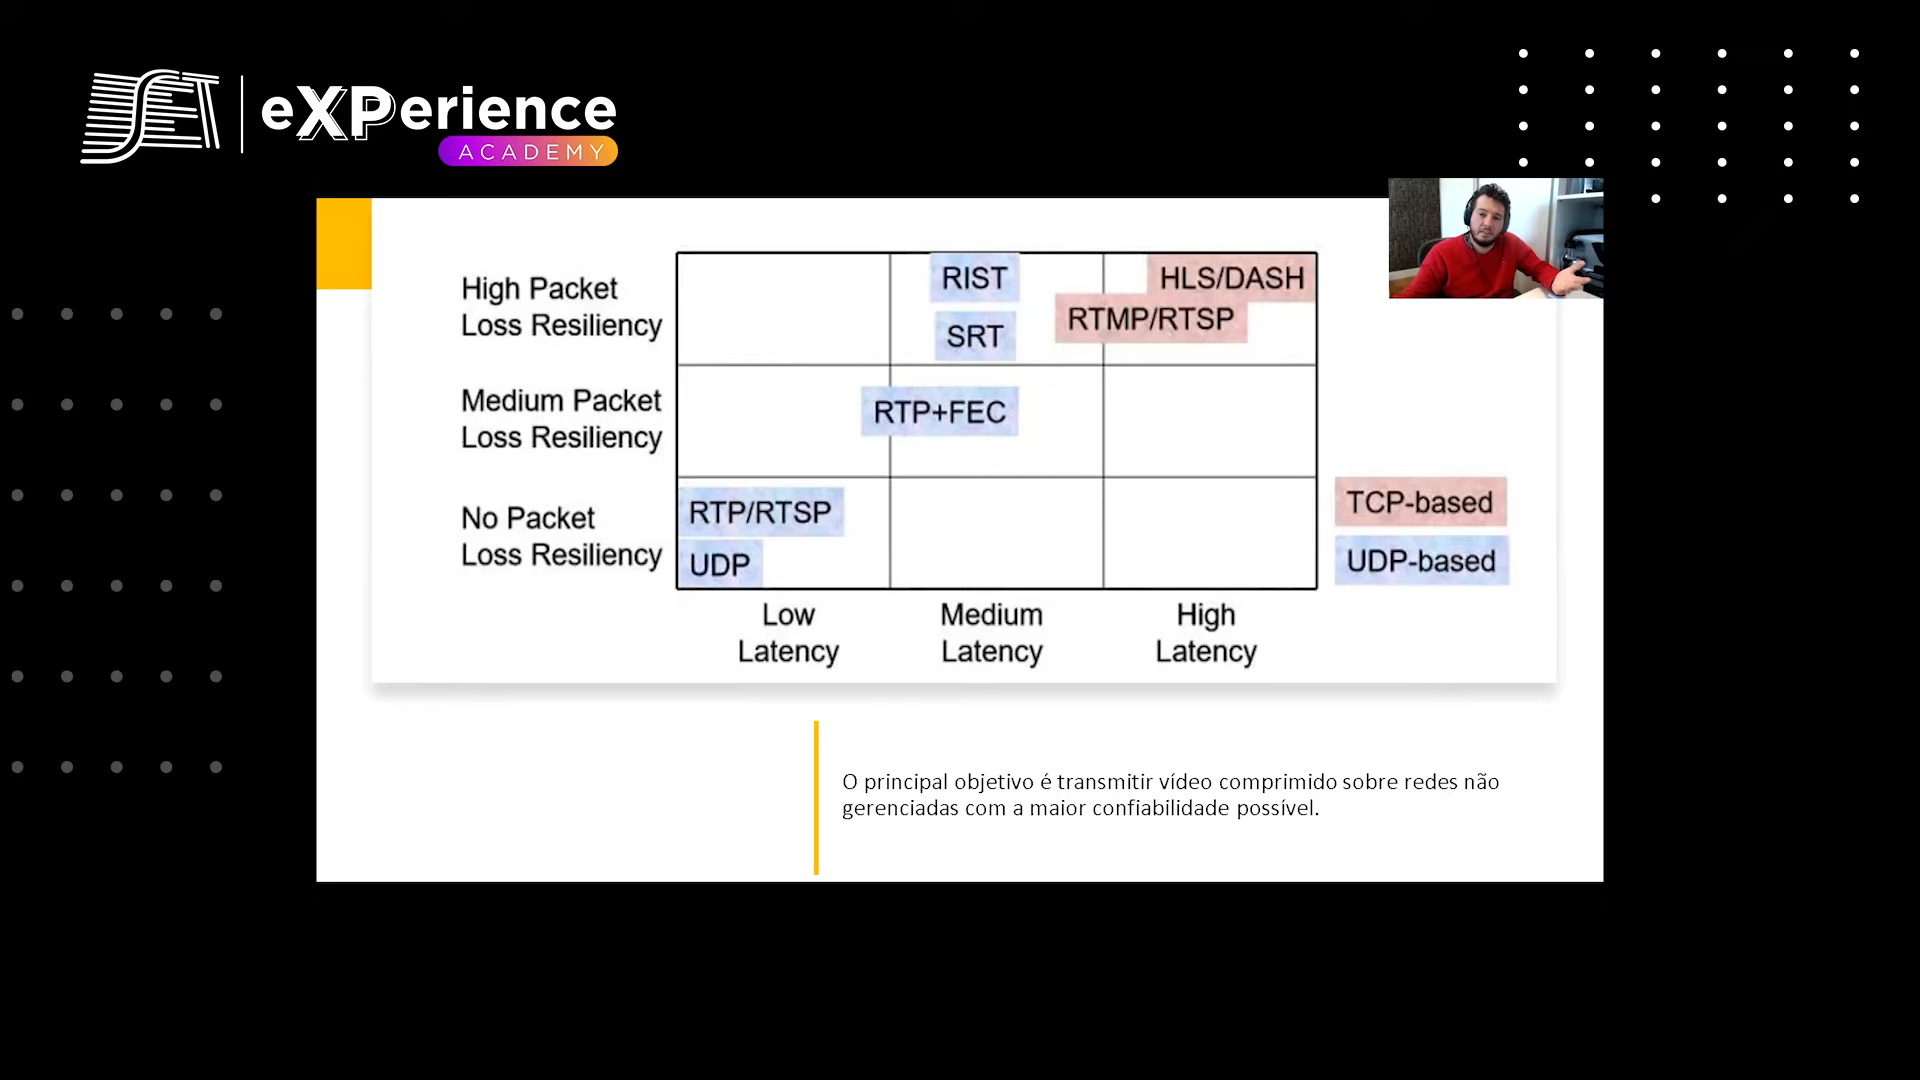 SET
eXPerience
ACADEMY
High Packet
Loss Resiliency
RIST
HLS/DASH
RTMP/RTSP
SRT
Medium Packet
Loss Resiliency
RTP+FEC
No Packet
Loss Resiliency
RTP/RTSP
UDP
TCP-based
UDP-based
Low
Latency
Medium
Latency
High
Latency
O principal objetivo é transmitir vídeo comprimido sobre redes não
gerenciadas com a maior confiabilidade possível.